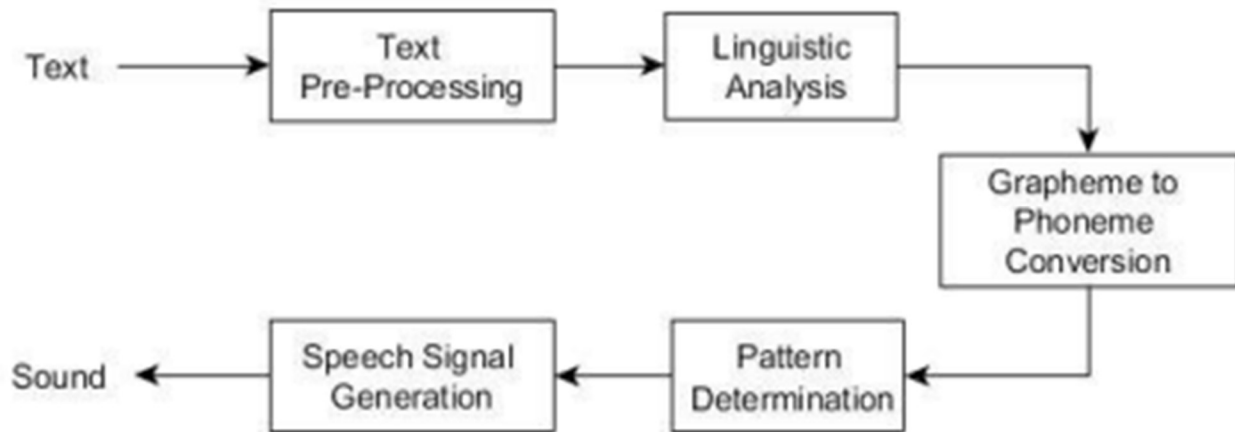 Text
Text
Pre-Processing
Linguistic
Analysis
Grapheme to
Phoneme
Conversion
Pattern
Determination
Speech Signal
Generation
Sound